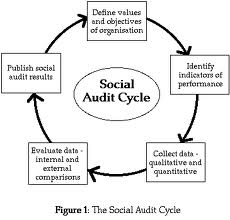 Define values
and objectives
of organisation
Identify
indicators of
performance
Collect data -
qualitative and
quantitative
Evaluate data -
internal and
external
comparisons
Publish social
audit results
Social
Audit Cycle
Figure 1: The Social Audit Cycle